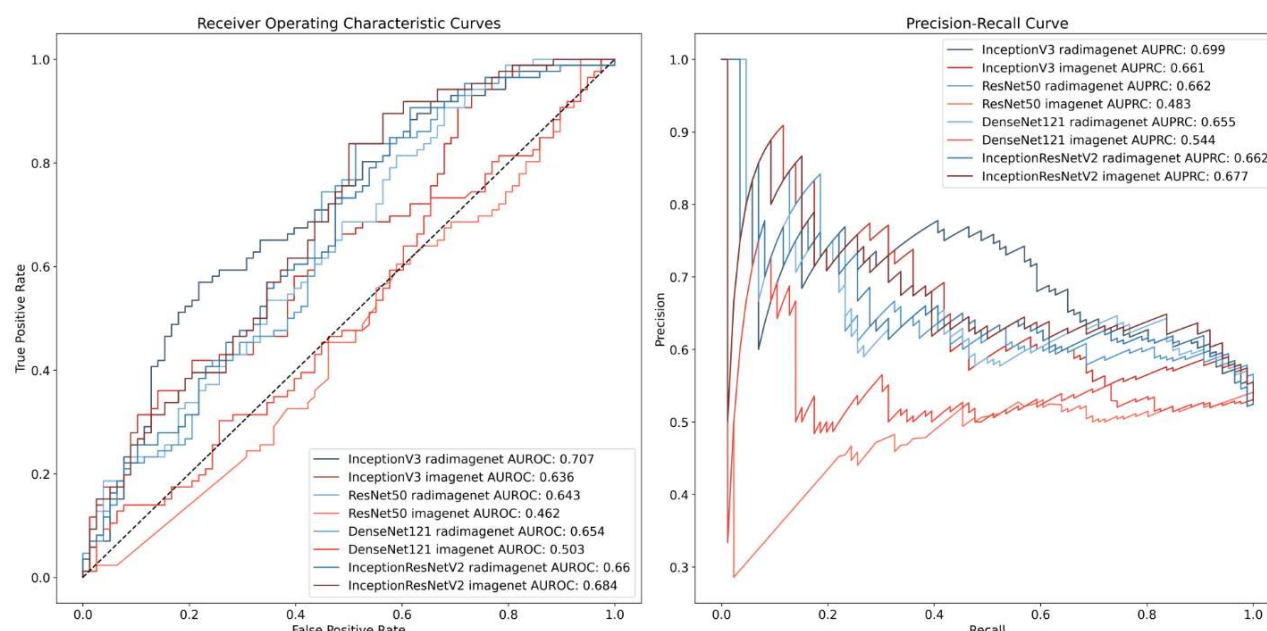 Receiver Operating Characteristic Curves
True Positive Rate
1.0
0.8
0.6
0.4
0.2
0.0
InceptionV3 radimagenet AUROC: 0.707
InceptionV3 imagenet AUROC: 0.636
ResNet50 radimagenet AUROC: 0.643
ResNet50 imagenet AUROC: 0.462
DenseNet121 radimagenet AUROC: 0.654
DenseNet121 imagenet AUROC: 0.503
InceptionResNetV2 radimagenet AUROC: 0.66
InceptionResNetV2 imagenet AUROC: 0.684
0.0 0.2 0.4 0.6 0.8 1.0
False Positive Rate
Precision-Recall Curve
Precision
1.0
0.9
0.8
0.7
0.6
0.5
0.4
0.3
InceptionV3 radimagenet AUPRC: 0.699
InceptionV3 imagenet AUPRC: 0.661
ResNet50 radimagenet AUPRC: 0.662
ResNet50 imagenet AUPRC: 0.483
DenseNet121 radimagenet AUPRC: 0.655
DenseNet121 imagenet AUPRC: 0.544
InceptionResNetV2 radimagenet AUPRC: 0.662
InceptionResNetV2 imagenet AUPRC: 0.677
0.0 0.2 0.4 0.6 0.8 1.0
Recall